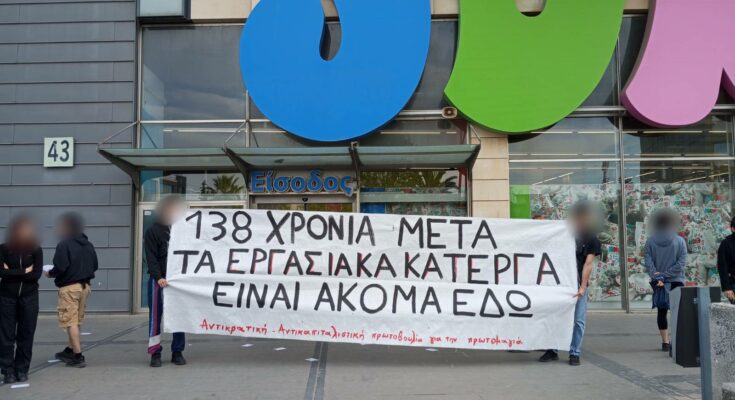 43
Είσοδος
138 ΧΡΟΝΙΑ ΜΕΤΑ
ΤΑ ΕΡΓΑΣΙΑΚΑ ΚΑΤΕΡΓΑ
ΕΙΝΑΙ ΑΚΟΜΑ ΕΔΩ
Αντικρατική - Αντικαπιταλιστική πρωτοβουλία για την πρωτομαγιά